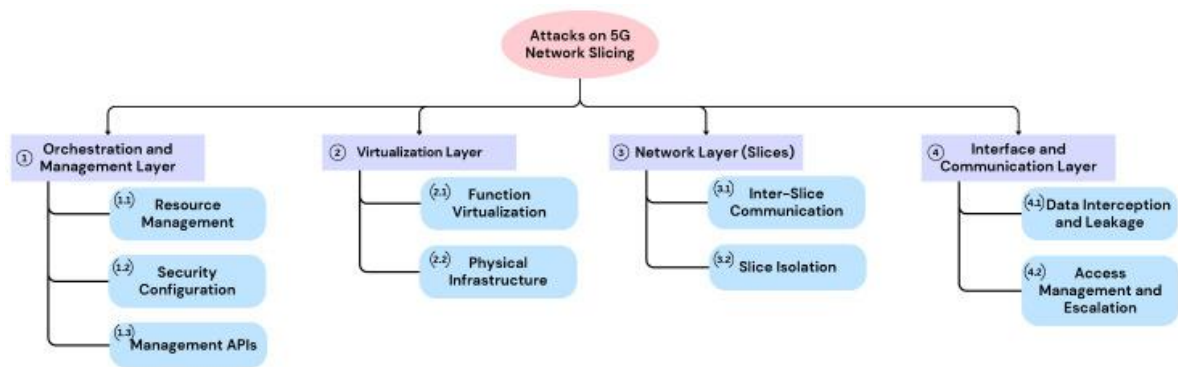 Attacks on 5G
Network Slicing
1 Orchestration and
Management Layer
(1.1) Resource
Management
(1.2) Security
Configuration
(1.3) Management APIs
2 Virtualization Layer
(2.1) Function
Virtualization
(2.2) Physical
Infrastructure
3 Network Layer (Slices)
(3.1) Inter-Slice
Communication
(3.2) Slice Isolation
4 Interface and
Communication Layer
(4.1) Data Interception
and Leakage
(4.2) Access
Management and
Escalation